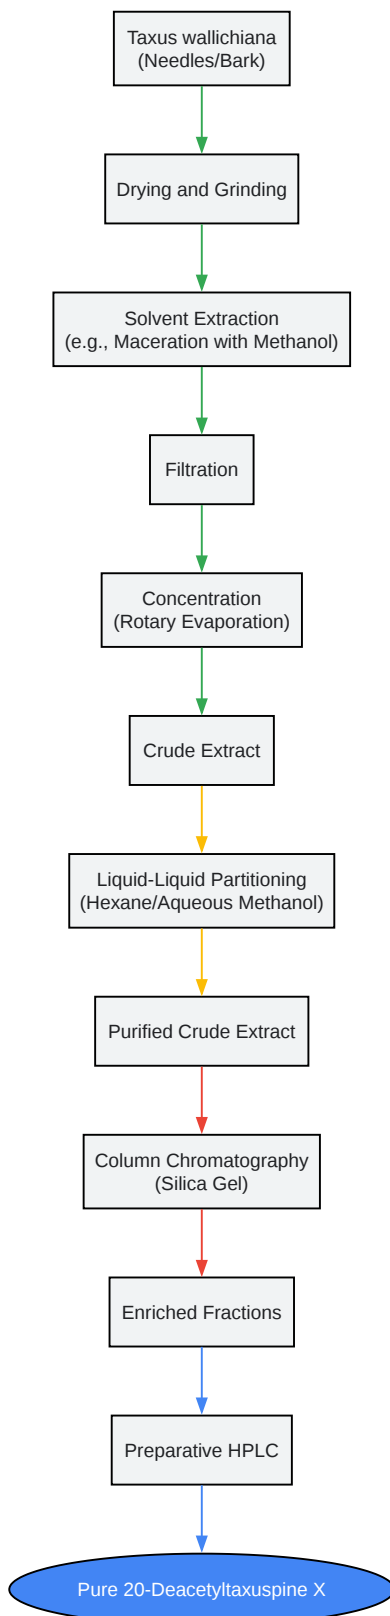 Taxus wallichiana
(Needles/Bark)
Drying and Grinding
Solvent Extraction
(e.g., Maceration with Methanol)
Filtration
Concentration
(Rotary Evaporation)
Crude Extract
Liquid-Liquid Partitioning
(Hexane/Aqueous Methanol)
Purified Crude Extract
Column Chromatography
(Silica Gel)
Enriched Fractions
Preparative HPLC
Pure 20-Deacetyltaxuspine X